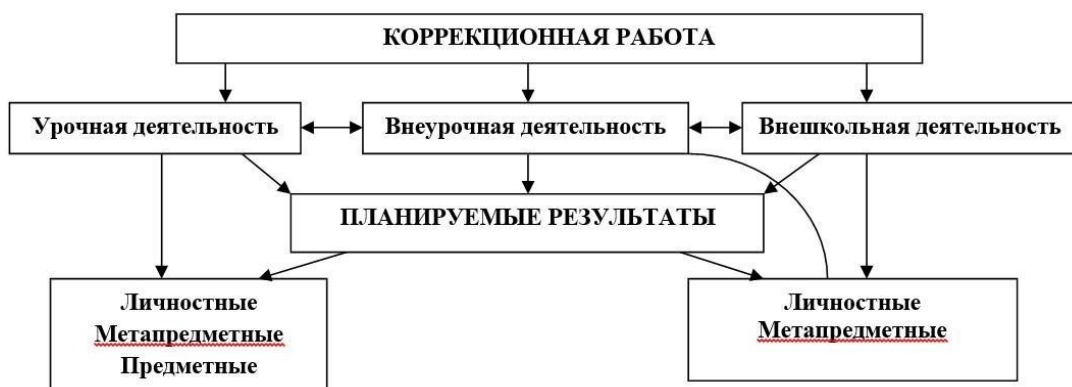 КОРРЕКЦИОННАЯ РАБОТА
Урочная деятельность
Внеурочная деятельность
Внешкольная деятельность
ПЛАНИРУЕМЫЕ РЕЗУЛЬТАТЫ
Личностные
Метапредметные
Предметные
Личностные
Метапредметные